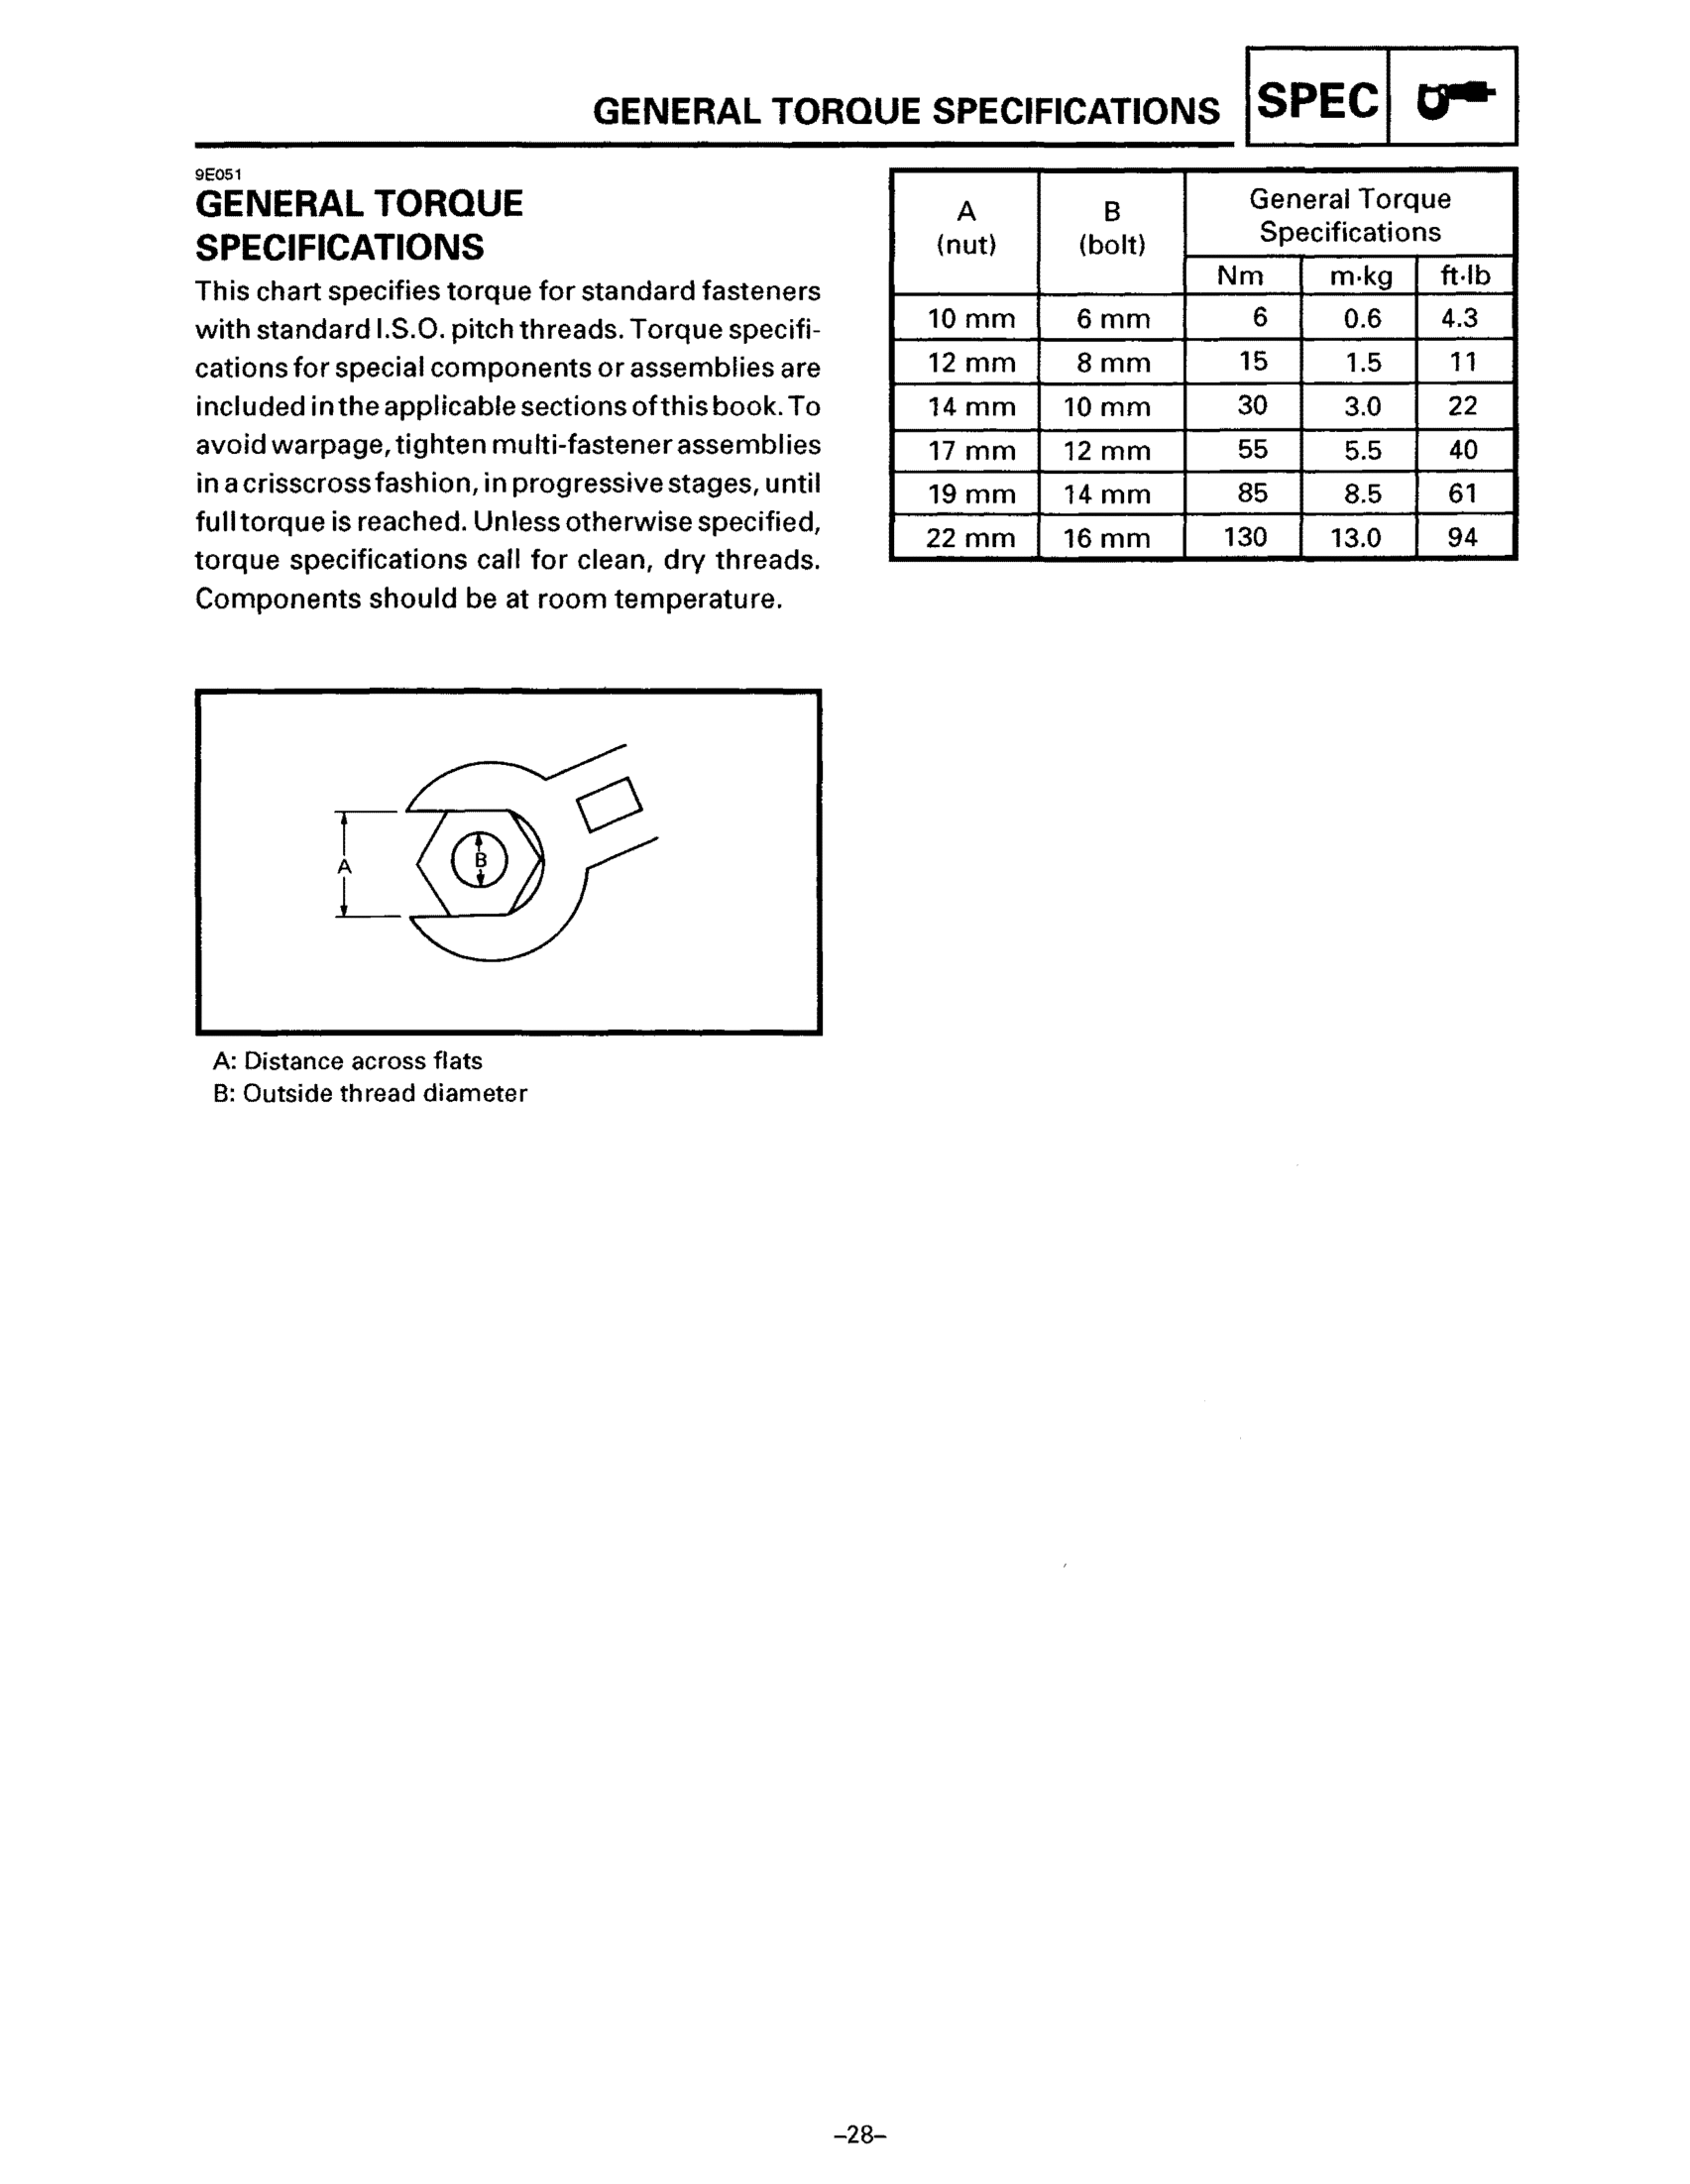 GENERAL TORQUE SPECIFICATIONS SPEC
9E051
GENERAL TORQUE
SPECIFICATIONS
This chart specifies torque for standard fasteners
with standard I.S.O. pitch threads. Torque specifi-
cations for special components or assemblies are
included in the applicable sections of this book. To
avoid warpage, tighten multi-fastener assemblies
in a crisscross fashion, in progressive stages, until
full torque is reached. Unless otherwise specified,
torque specifications call for clean, dry threads.
Components should be at room temperature.
A
B
A: Distance across flats
B: Outside thread diameter
A (nut) B (bolt) General Torque Specifications
Nm m·kg ft·lb
10 mm 6 mm 6 0.6 4.3
12 mm 8 mm 15 1.5 11
14 mm 10 mm 30 3.0 22
17 mm 12 mm 55 5.5 40
19 mm 14 mm 85 8.5 61
22 mm 16 mm 130 13.0 94
–28–